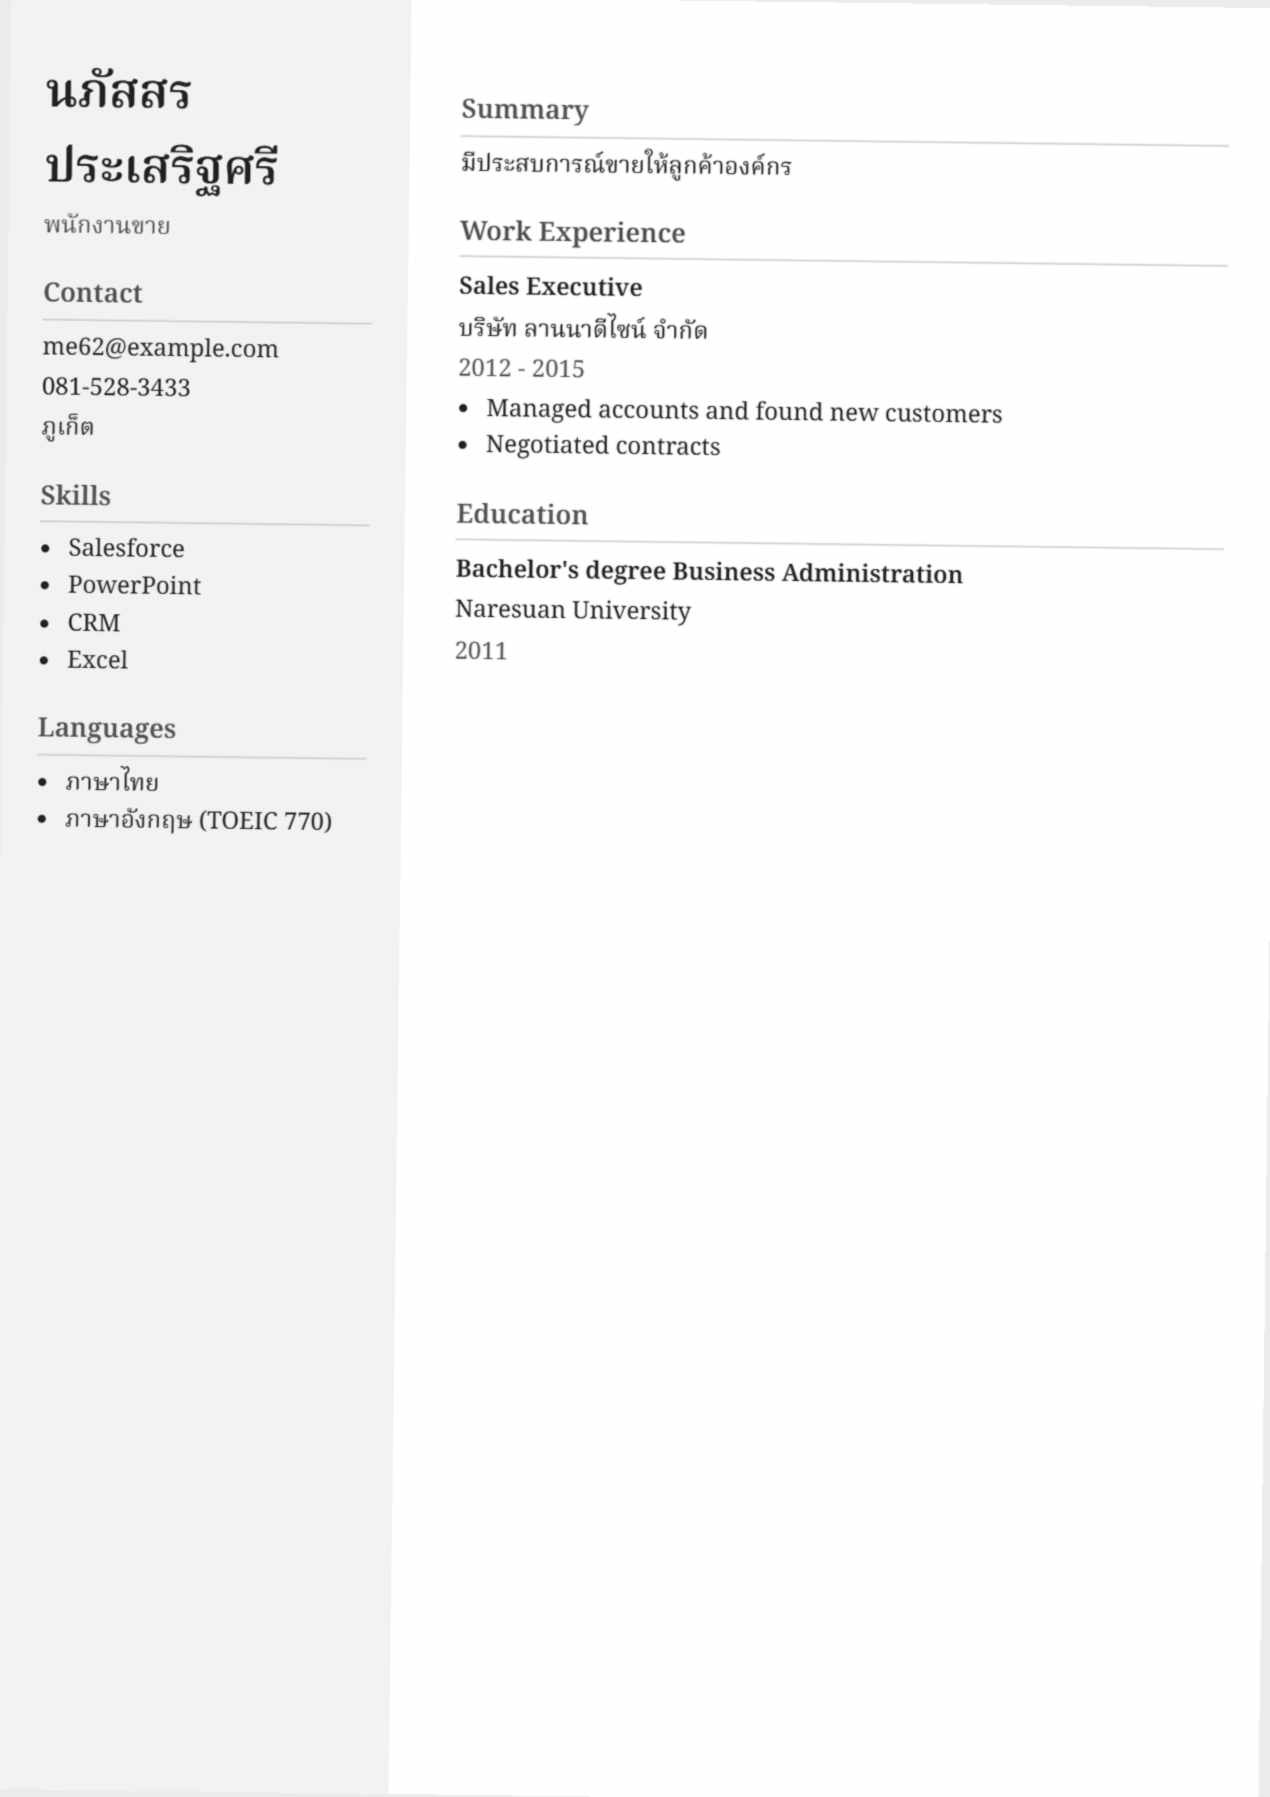 นภัสสร
ประเสริฐศรี
พนักงานขาย
Contact
me62@example.com
081-528-3433
ภูเก็ต
Skills
• Salesforce
• PowerPoint
• CRM
• Excel
Languages
• ภาษาไทย
• ภาษาอังกฤษ (TOEIC 770)
Summary
มีประสบการณ์ขายให้ลูกค้าองค์กร
Work Experience
Sales Executive
บริษัท ลานนาดีไซน์ จำกัด
2012 - 2015
• Managed accounts and found new customers
• Negotiated contracts
Education
Bachelor's degree Business Administration
Naresuan University
2011